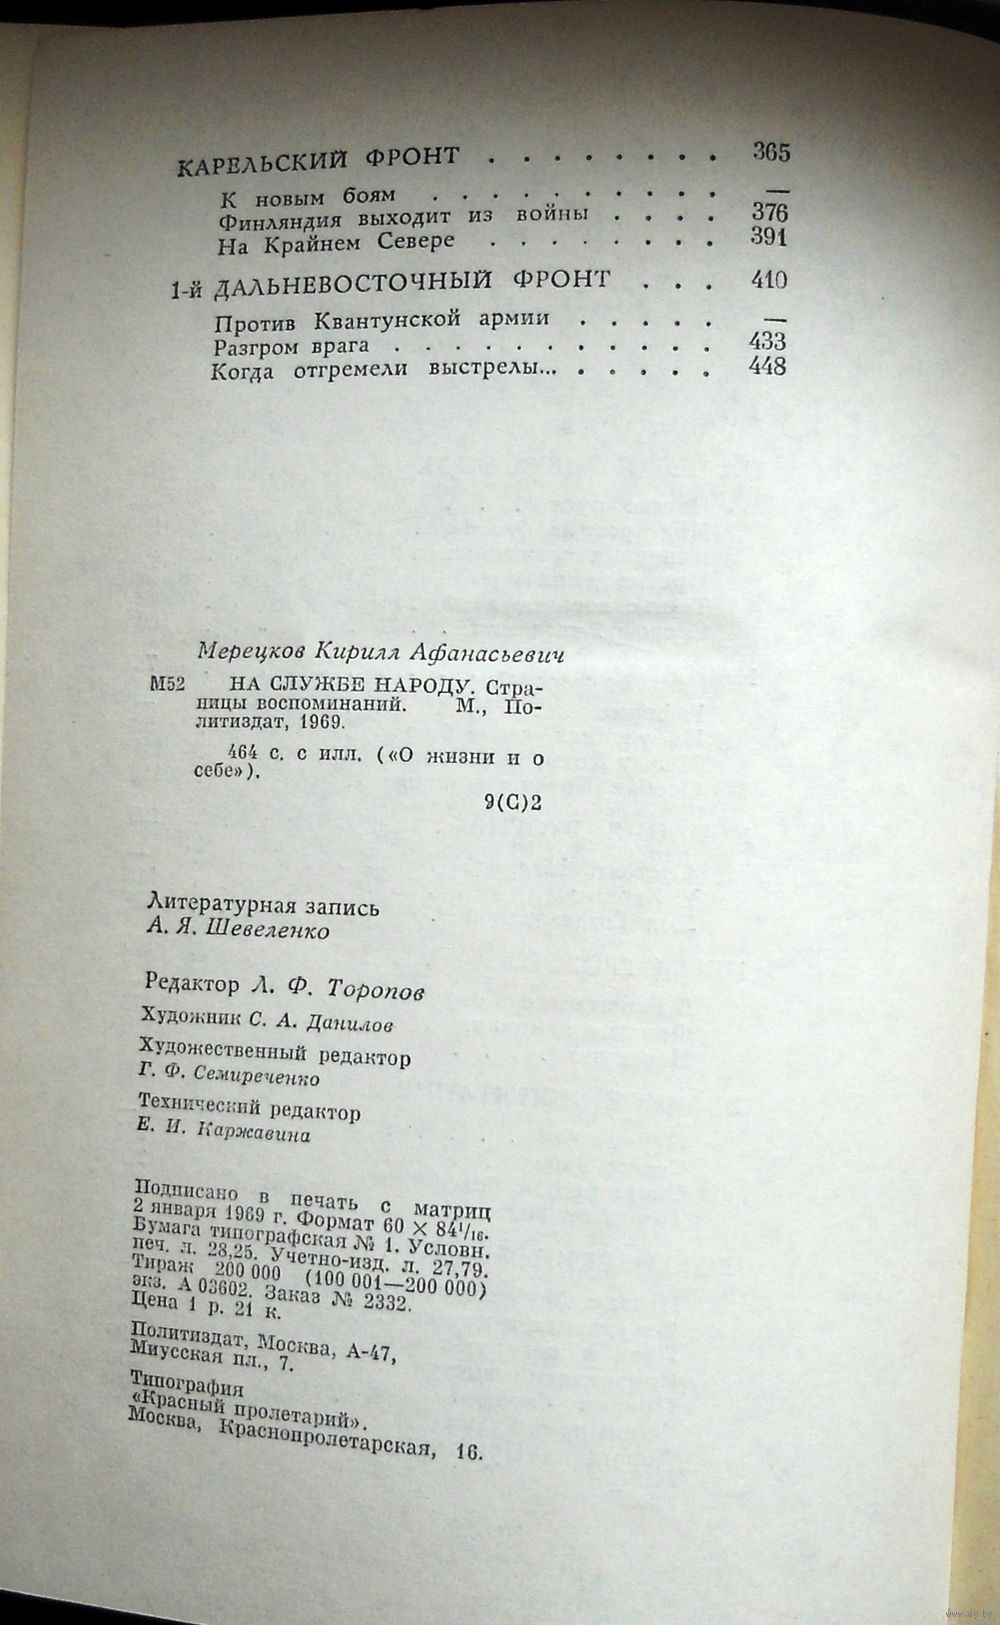 КАРЕЛЬСКИЙ ФРОНТ . . . . . . . . 365
К новым боям . . . . . . . . . . —
Финляндия выходит из войны . . . . 376
На Крайнем Севере . . . . . . . . 391
1-й ДАЛЬНЕВОСТОЧНЫЙ ФРОНТ . . . 410
Против Квантунской армии . . . . . —
Разгром врага . . . . . . . . . . . 433
Когда отгремели выстрелы... . . . . . 448
Мерецков Кирилл Афанасьевич
М52 НА СЛУЖБЕ НАРОДУ. Стра-
ницы воспоминаний. М., По-
литиздат, 1969.
464 с. с илл. («О жизни и о
себе»).
9(С)2
Литературная запись
А. Я. Шевеленко
Редактор Л. Ф. Торопов
Художник С. А. Данилов
Художественный редактор
Г. Ф. Семиреченко
Технический редактор
Е. И. Каржавина
Подписано в печать с матриц
2 января 1969 г. Формат 60 × 84¹/₁₆.
Бумага типографская № 1. Условн.
печ. л. 28,25. Учетно-изд. л. 27,79.
Тираж 200 000 (100 001—200 000)
экз. А 03602. Заказ № 2332.
Цена 1 р. 21 к.
Политиздат, Москва, А-47,
Миусская пл., 7.
Типография
«Красный пролетарий».
Москва, Краснопролетарская, 16.
www.ay.by